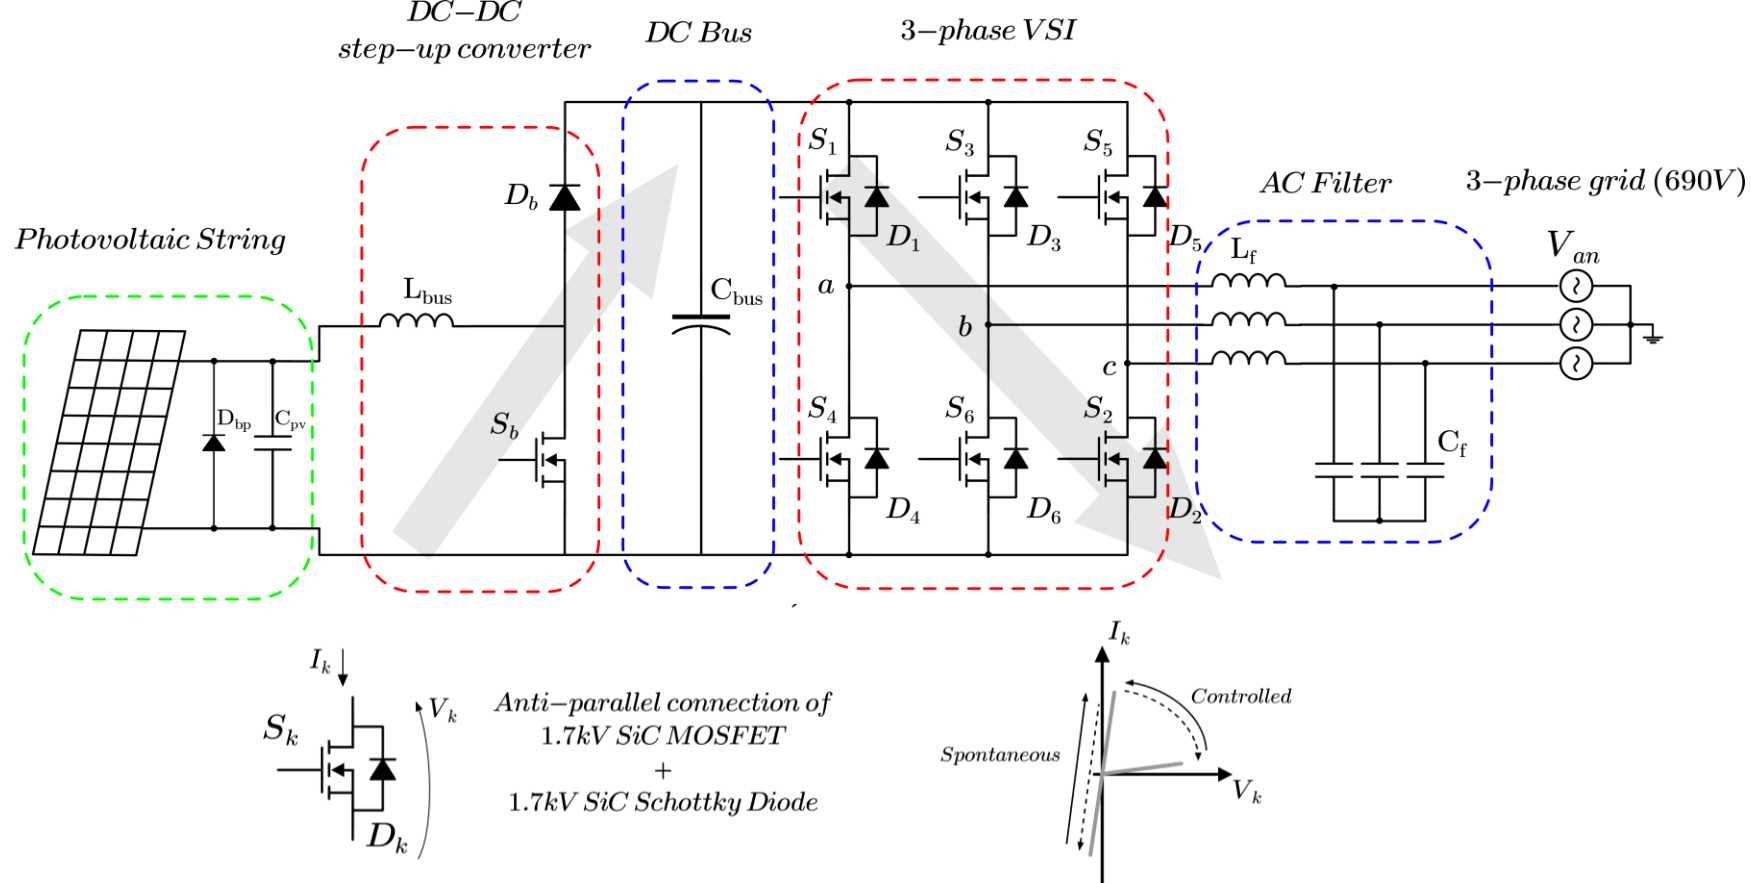 DC−DC
step−up converter
DC Bus
3−phase VSI
Photovoltaic String
AC Filter
3−phase grid (690V)
S1
S3
S5
Db
D1
D3
D5
Lf
Van
Lbus
Cbus
a
b
c
Dbp
Cpv
Sb
S4
S6
S2
Cf
D4
D6
D2
Ik
Vk
Sk
Dk
Anti−parallel connection of
1.7kV SiC MOSFET
+
1.7kV SiC Schottky Diode
Ik
Controlled
Spontaneous
Vk